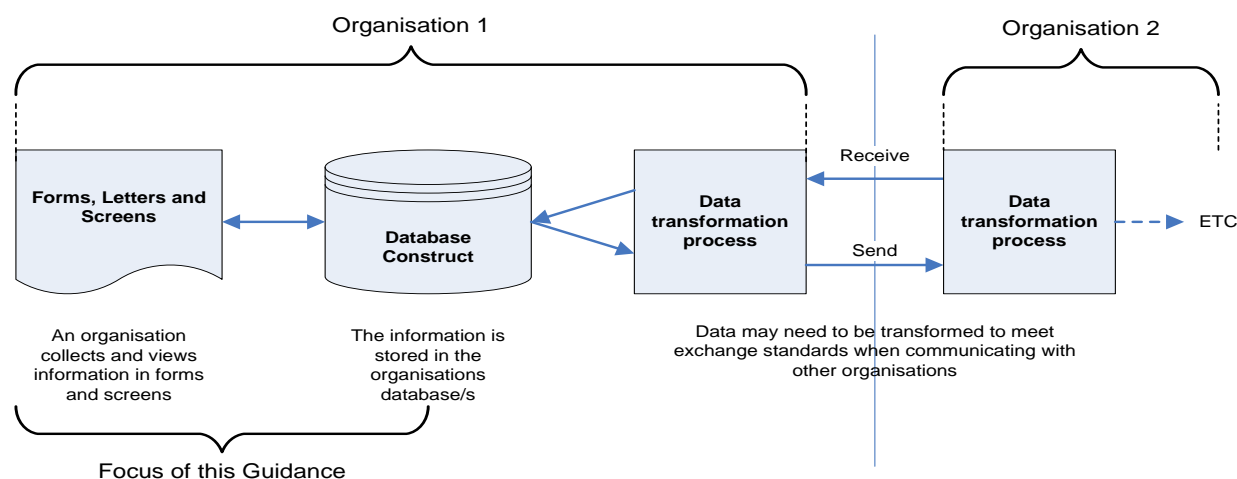 Organisation 1
Organisation 2
Forms, Letters and
Screens
Database
Construct
Data
transformation
process
Receive
Send
Data
transformation
process
ETC
An organisation
collects and views
information in forms
and screens
The information is
stored in the
organisations
database/s
Data may need to be transformed to meet
exchange standards when communicating with
other organisations
Focus of this Guidance